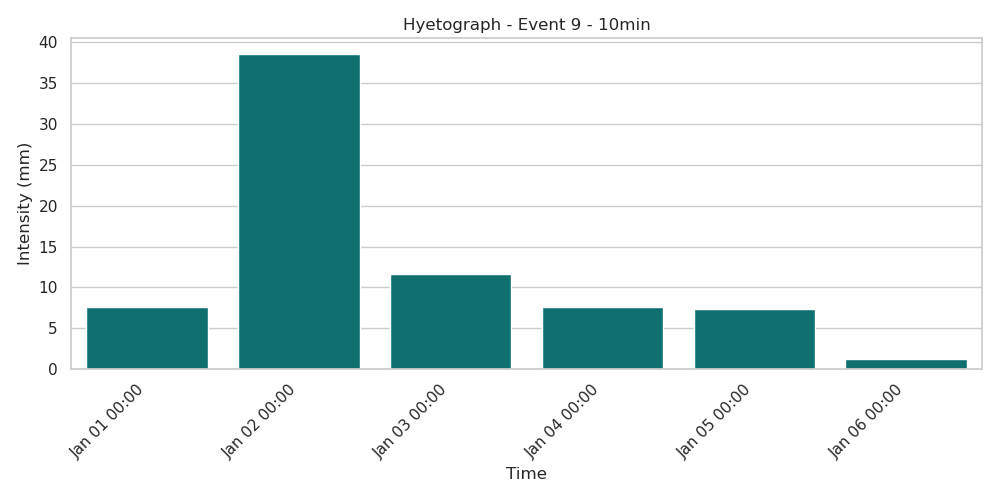 Hyetograph - Event 9 - 10min
Intensity (mm)
40
35
30
25
20
15
10
5
0
Jan 01 00:00
Jan 02 00:00
Jan 03 00:00
Jan 04 00:00
Jan 05 00:00
Jan 06 00:00
Time